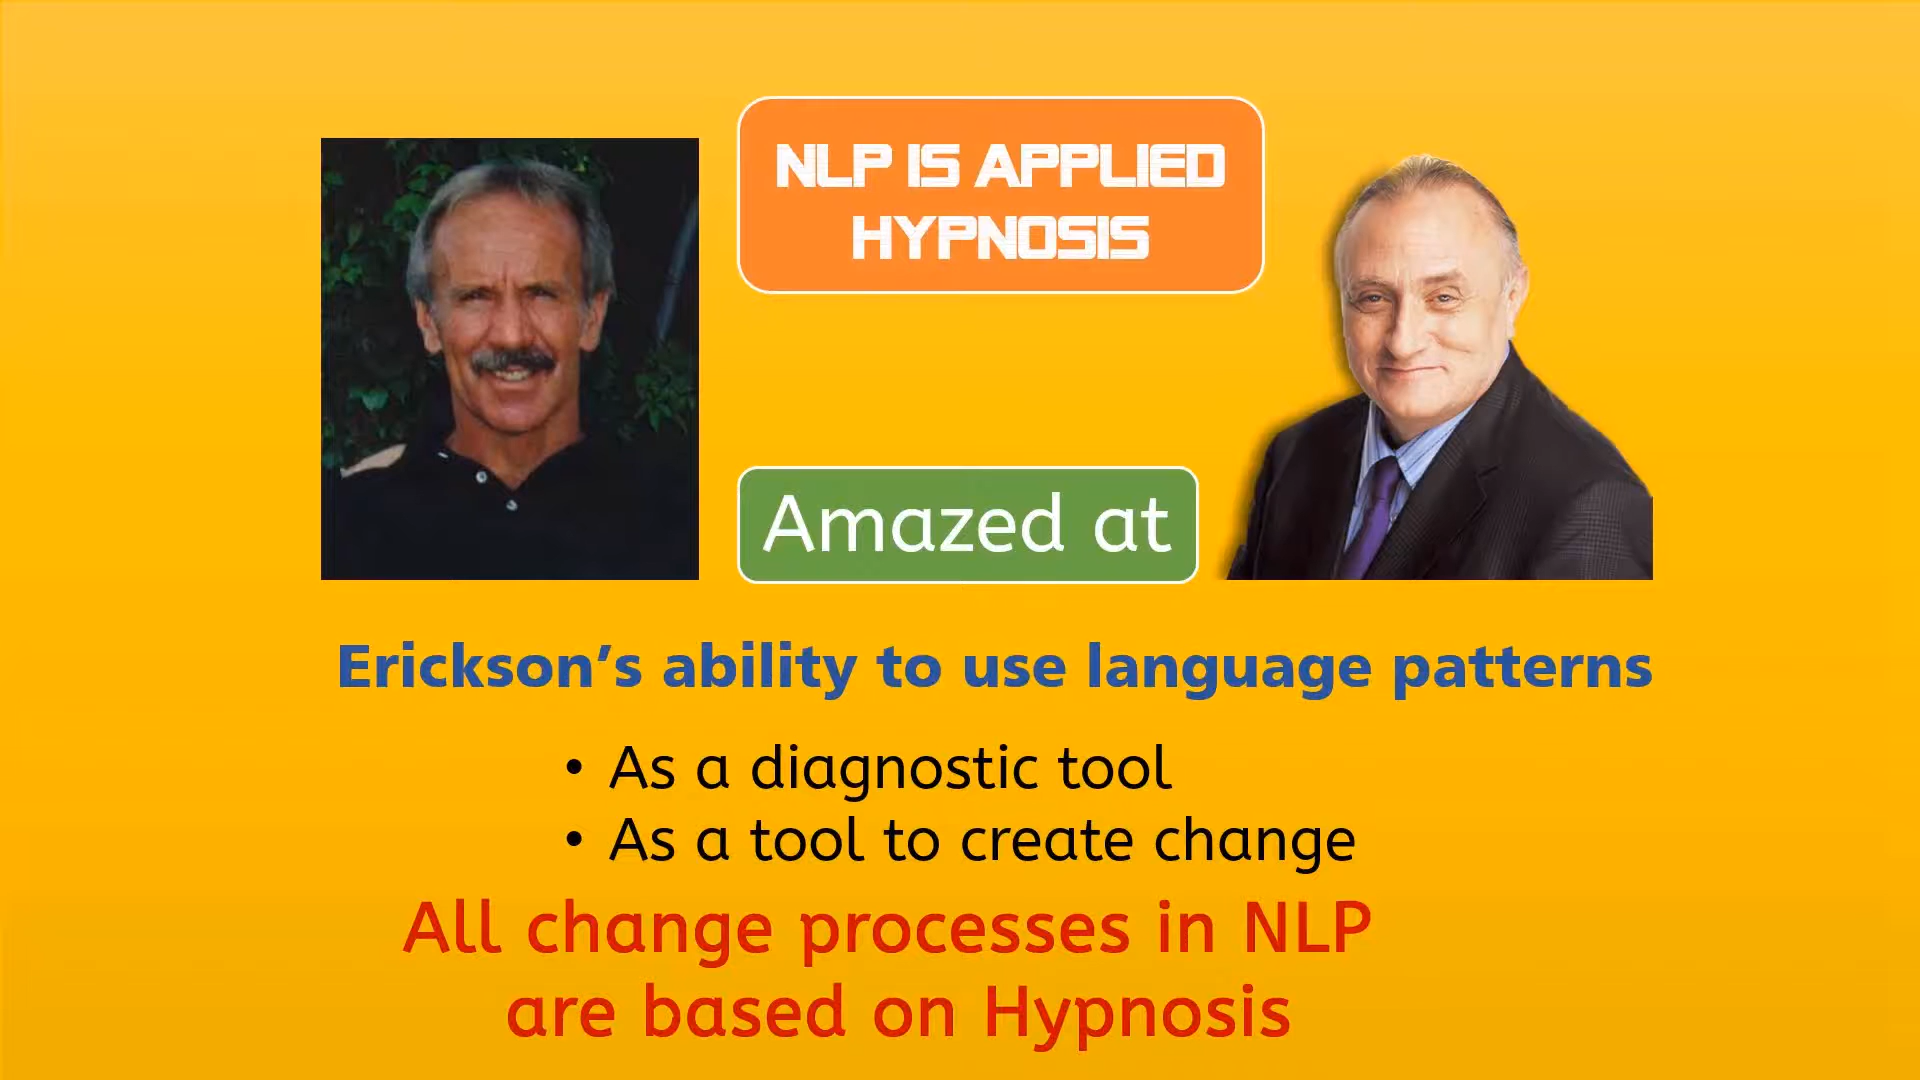 NLP IS APPLIED
HYPNOSIS
Amazed at
Erickson’s ability to use language patterns
• As a diagnostic tool
• As a tool to create change
All change processes in NLP
are based on Hypnosis